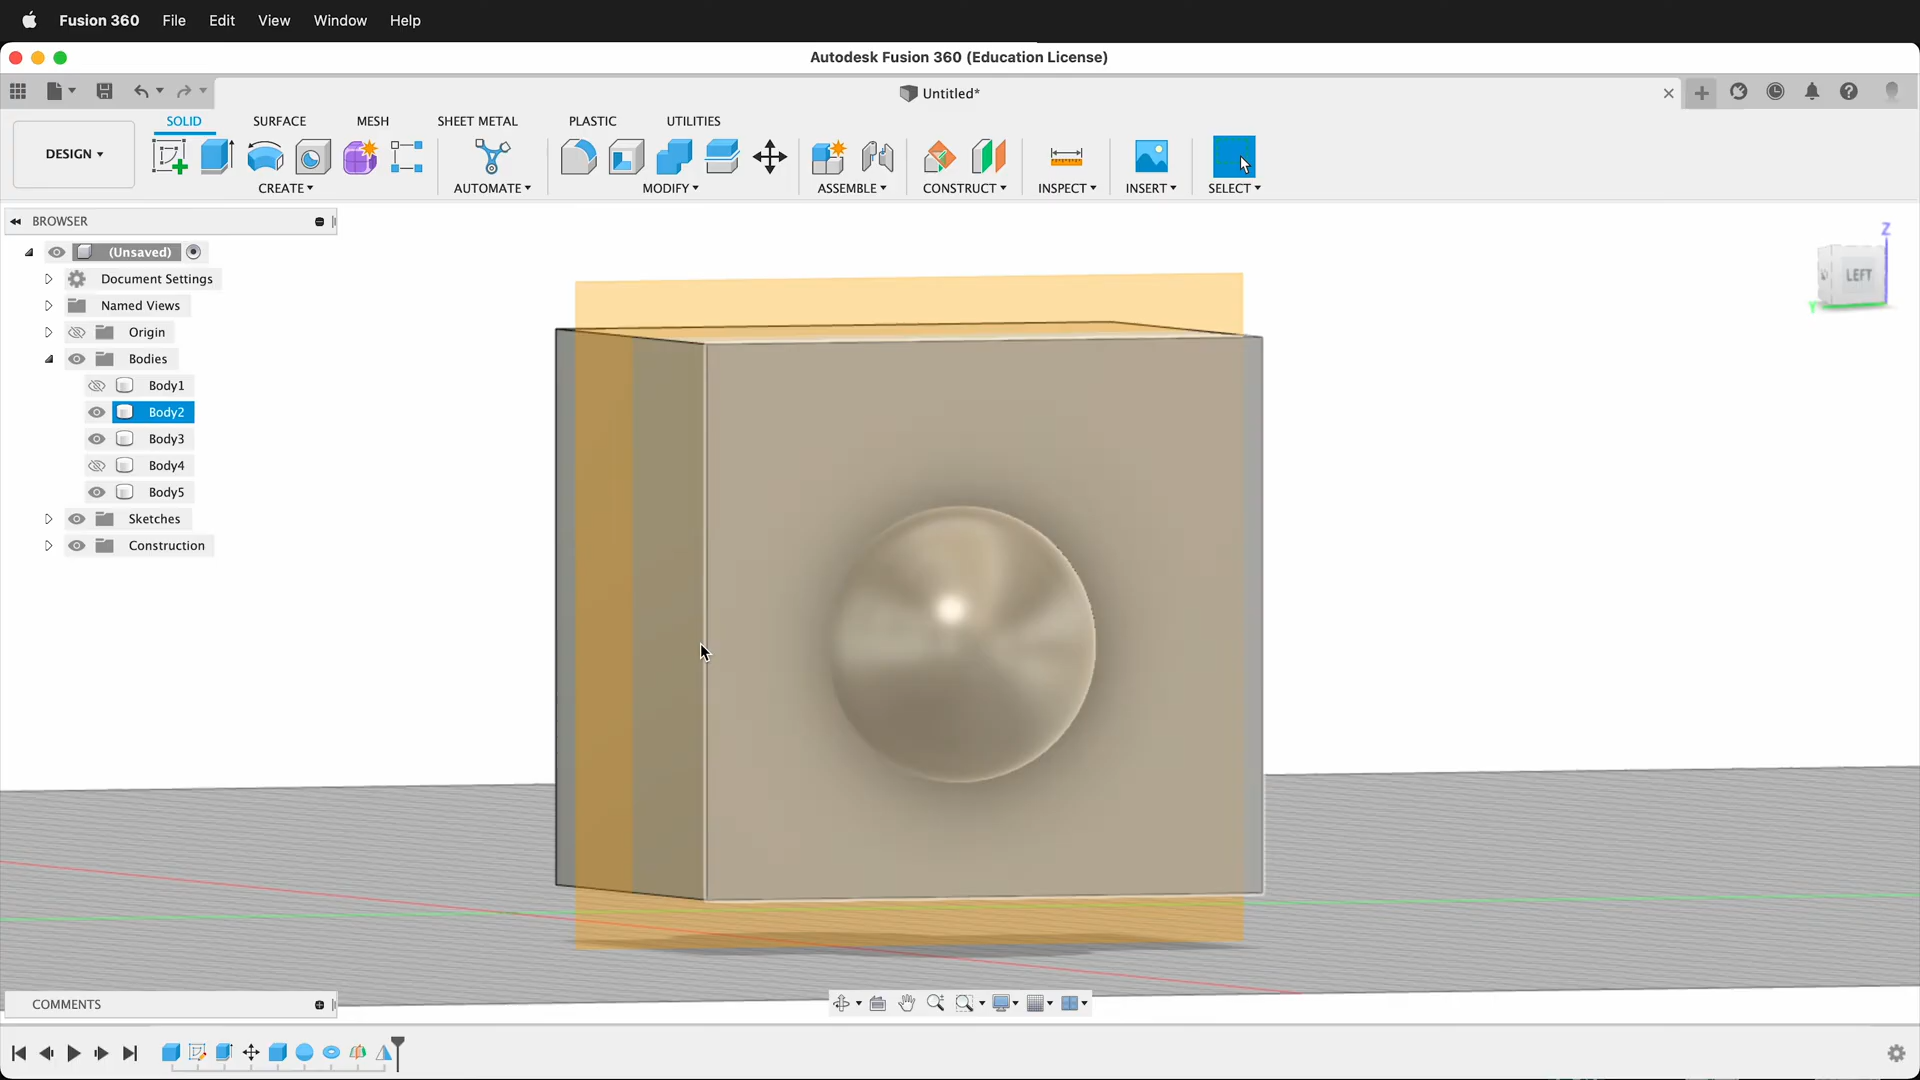 Fusion 360 File Edit View Window Help
Autodesk Fusion 360 (Education License)
Untitled*
SOLID SURFACE MESH SHEET METAL PLASTIC UTILITIES
DESIGN
CREATE AUTOMATE MODIFY ASSEMBLE CONSTRUCT INSPECT INSERT SELECT
BROWSER
(Unsaved)
Document Settings
Named Views
Origin
Bodies
Body1
Body2
Body3
Body4
Body5
Sketches
Construction
Z
LEFT
Y
COMMENTS